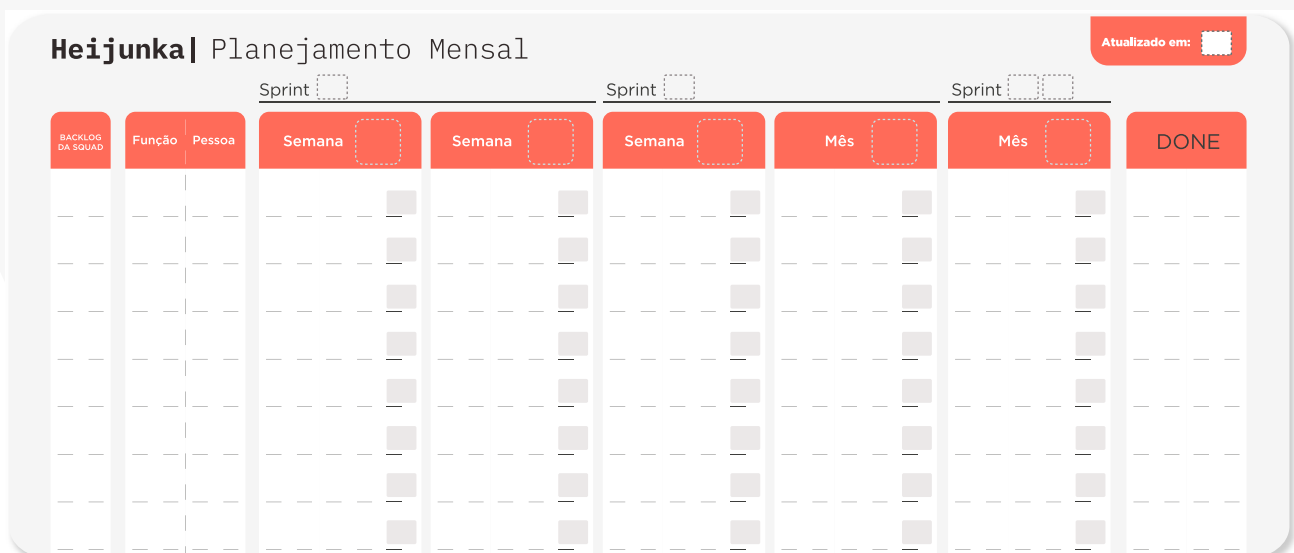 Heijunka| Planejamento Mensal
Atualizado em:
Sprint Sprint Sprint
BACKLOG
DA SQUAD
Função Pessoa Semana Semana Semana Mês Mês DONE